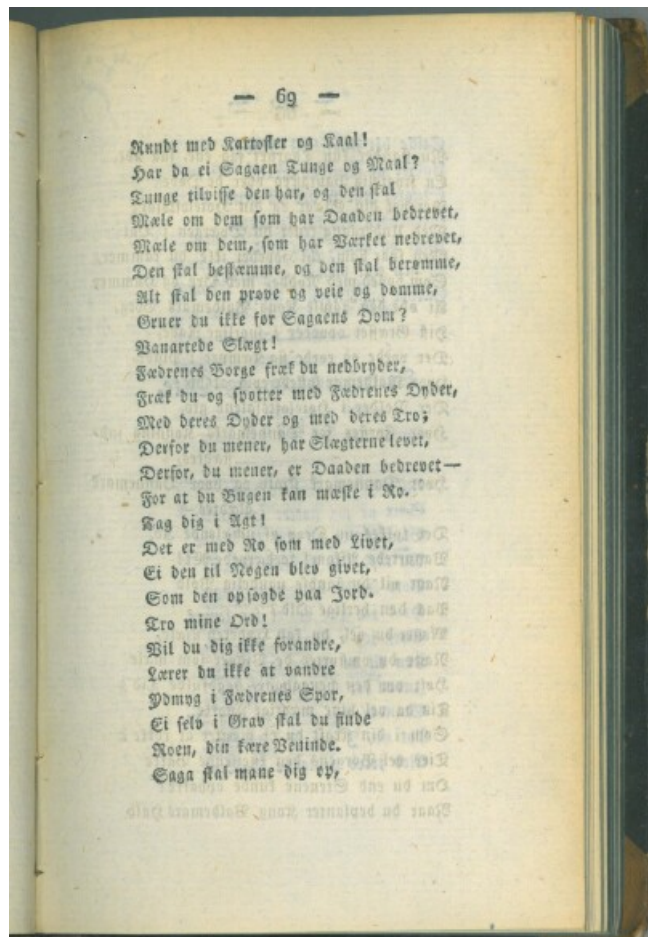 — 69 —
Rundt med Kartofler og Kaal!
Har da ei Sagaen Tunge og Maal?
Tunge tilvisse den har, og den skal
Mæle om dem som har Daaden bedrevet,
Mæle om dem, som har Værket nedrevet,
Den skal beskæmme, og den skal berømme,
Alt skal den prøve og veie og dømme,
Gruer du ikke for Sagaens Dom?
Vanartede Slægt!
Fædrenes Borge fræk du nedbryder,
Fræk du og spotter med Fædrenes Dyder,
Med deres Dyder og med deres Tro;
Derfor du mener, har Slægterne levet,
Derfor, du mener, er Daaden bedrevet—
For at du Bugen kan mæske i Ro.
Tag dig i Agt!
Det er med Ro som med Livet,
Ei den til Nogen blev givet,
Som den opsøgde paa Jord.
Tro mine Ord!
Vil du dig ikke forandre,
Lærer du ikke at vandre
Ydmyg i Fædrenes Spor,
Ei selv i Grav skal du finde
Roen, din kære Veninde.
Saga skal mane dig op,